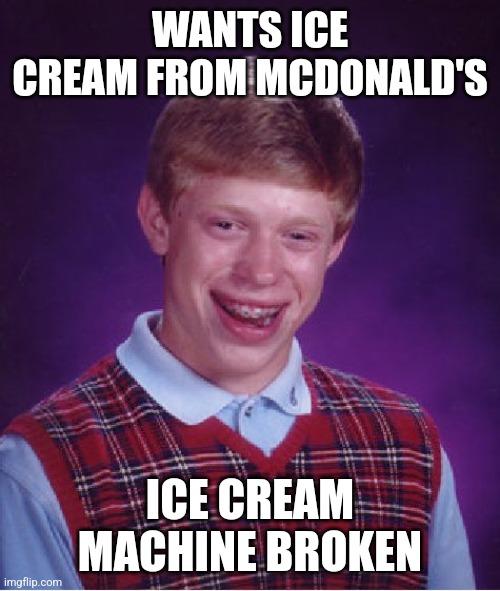 WANTS ICE
CREAM FROM MCDONALD'S
ICE CREAM
MACHINE BROKEN
imgflip.com